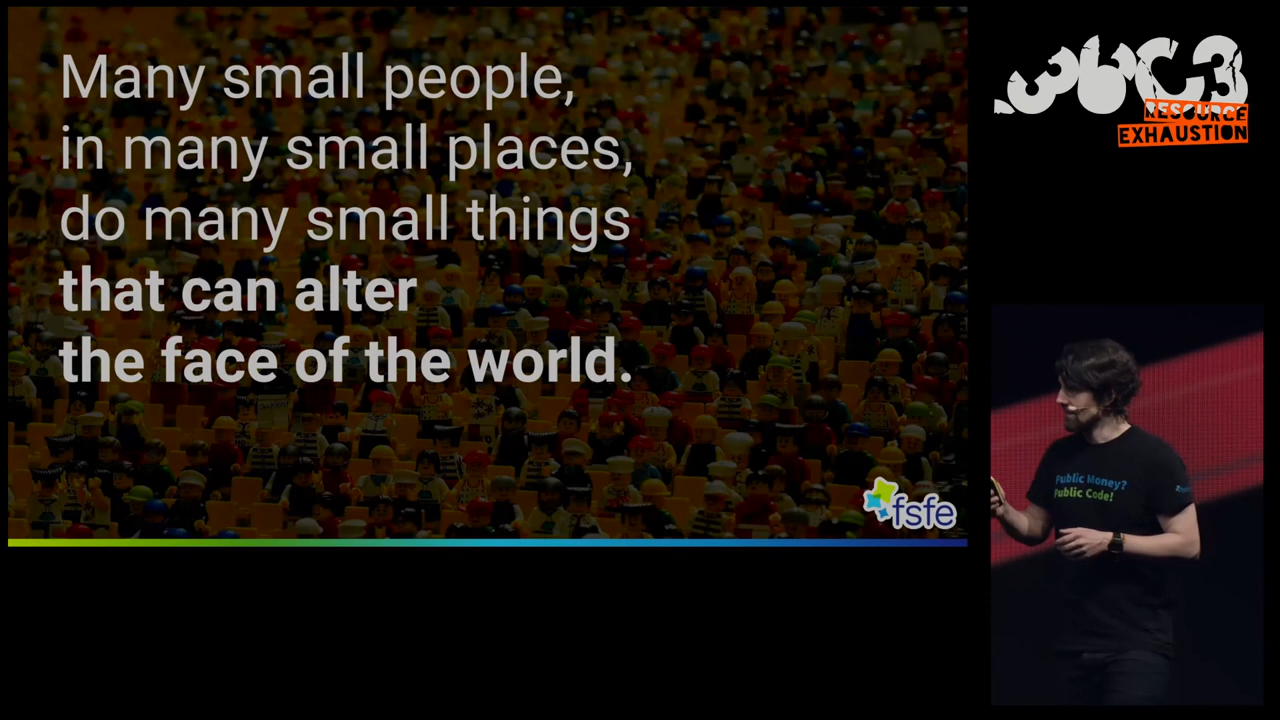 Many small people,
in many small places,
do many small things
that can alter
the face of the world.
fsfe
36C3
RESOURCE
EXHAUSTION
Public Money?
Public Code!